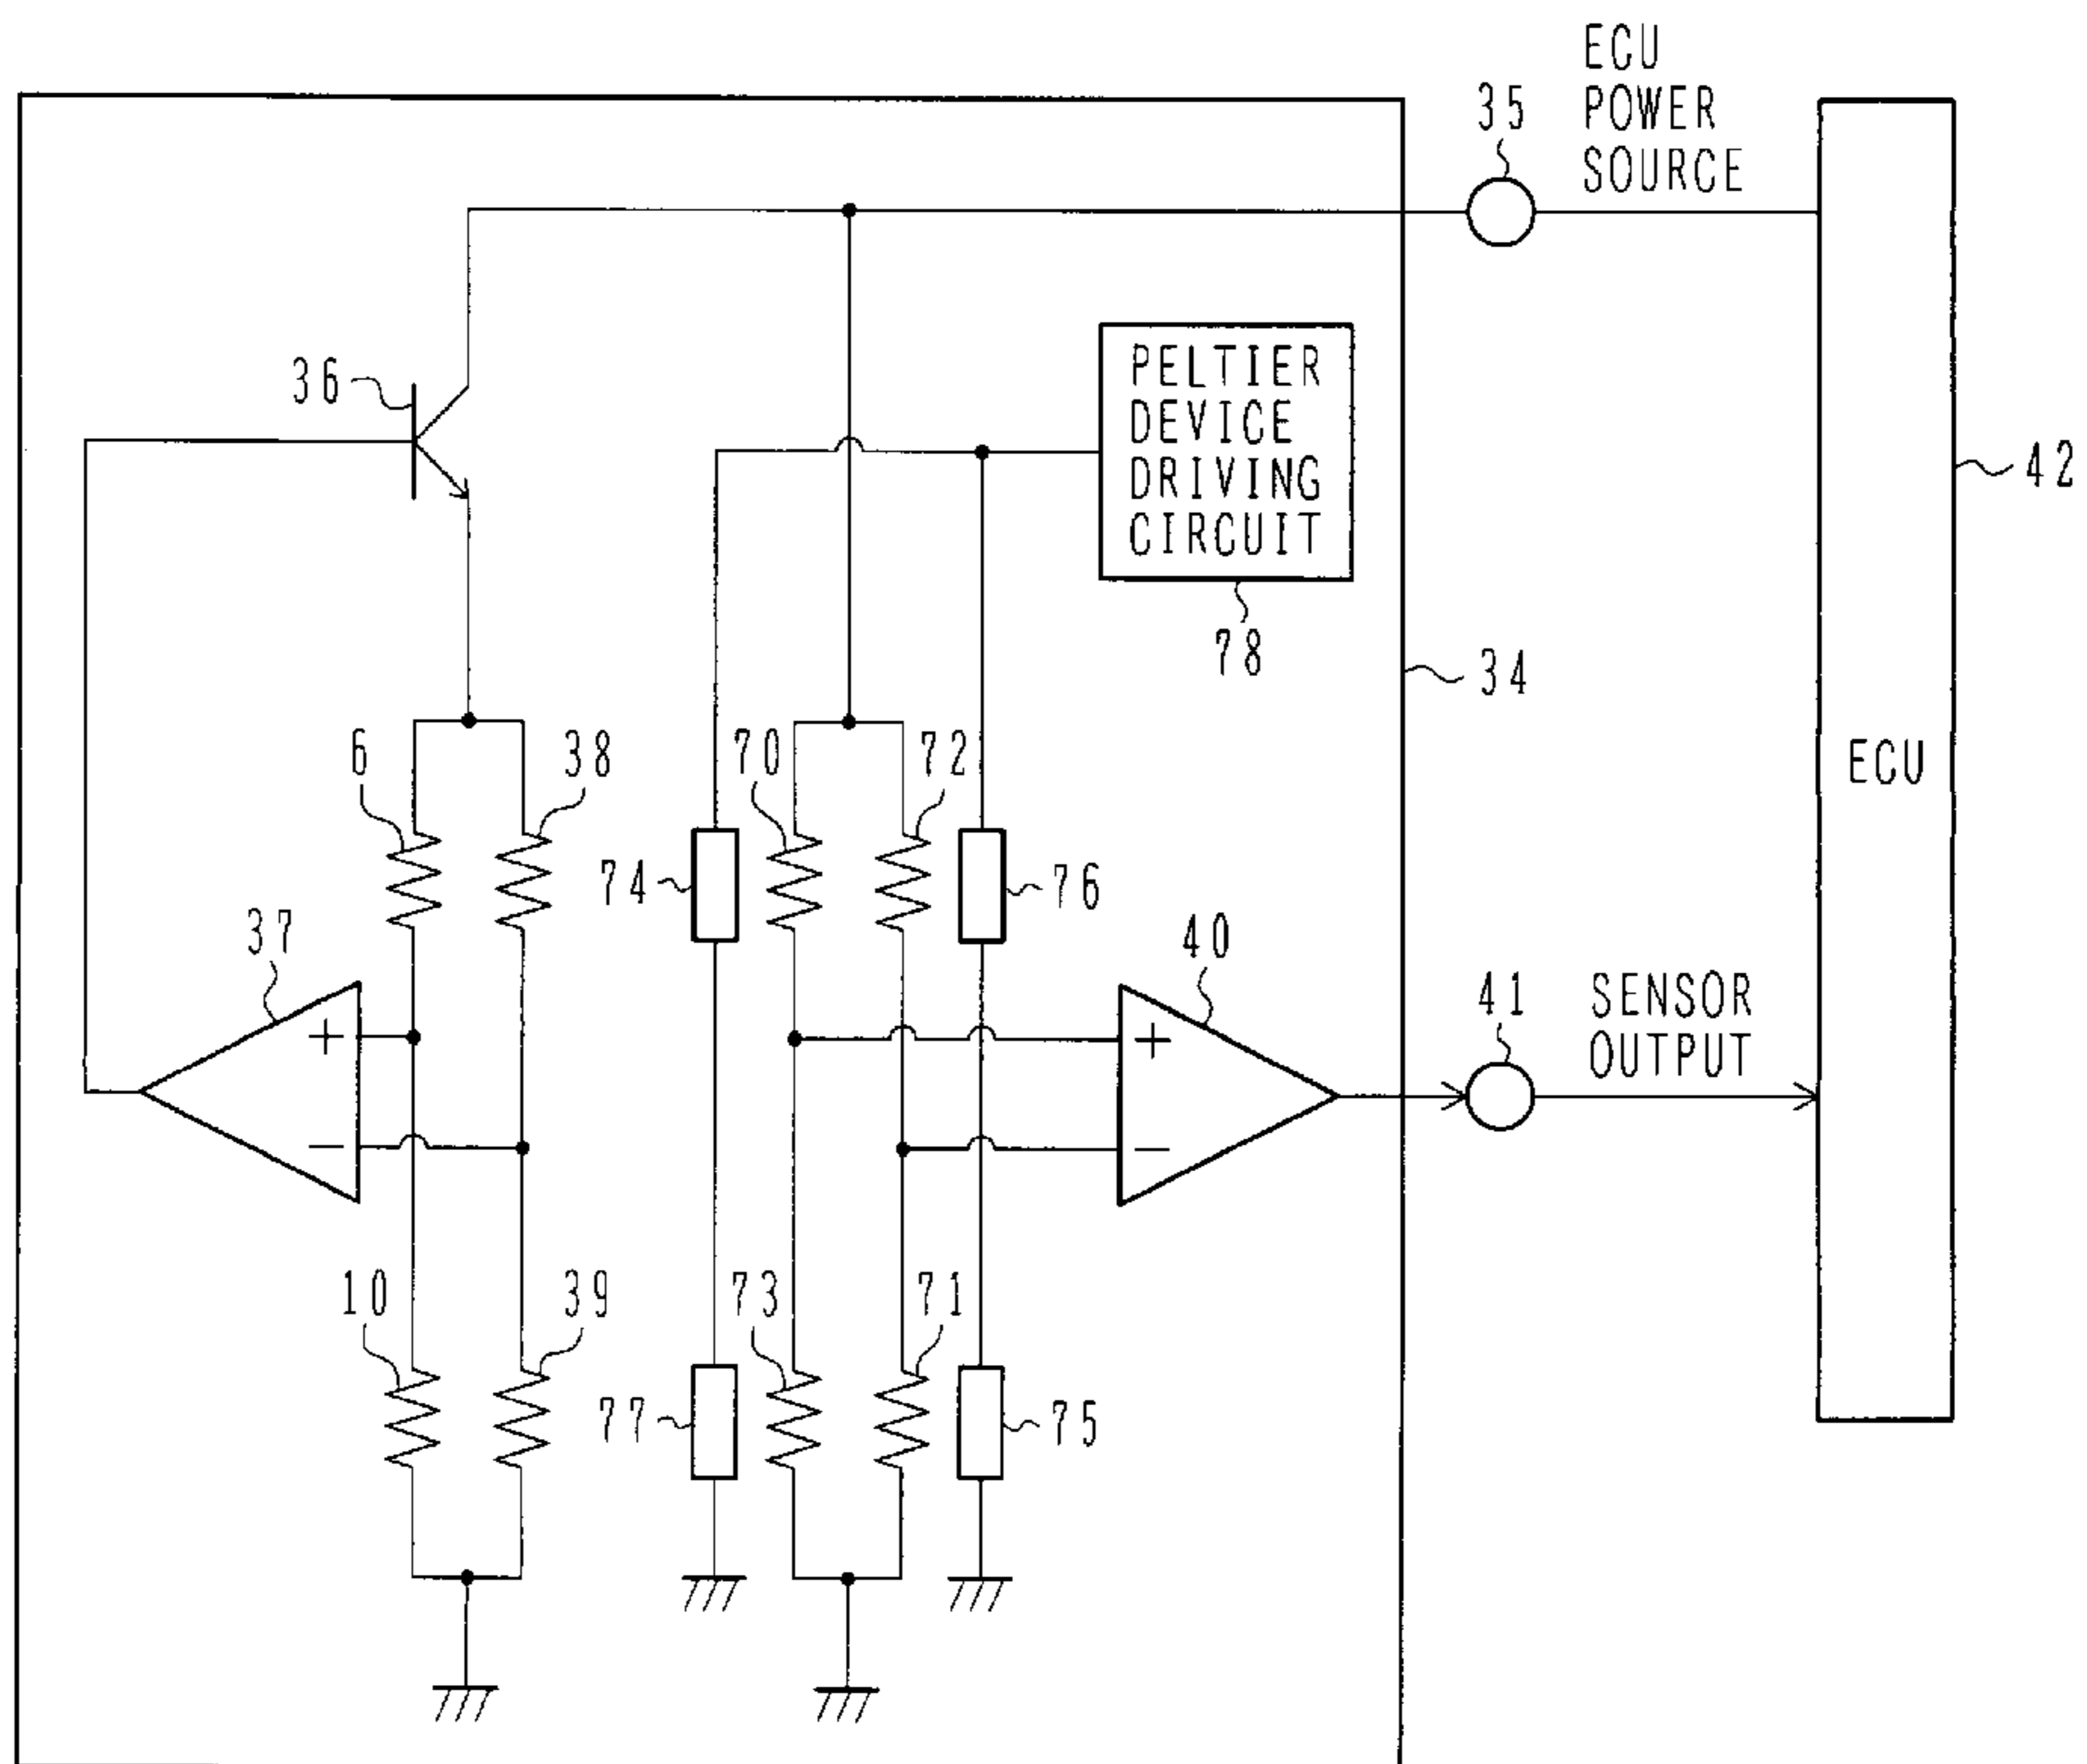 ECU
POWER
SOURCE
35
36
PELTIER
DEVICE
DRIVING
CIRCUIT
42
78
34
6
38
70
72
ECU
74
76
37
40
+
+
41
SENSOR
OUTPUT
−
−
10
39
73
71
77
75